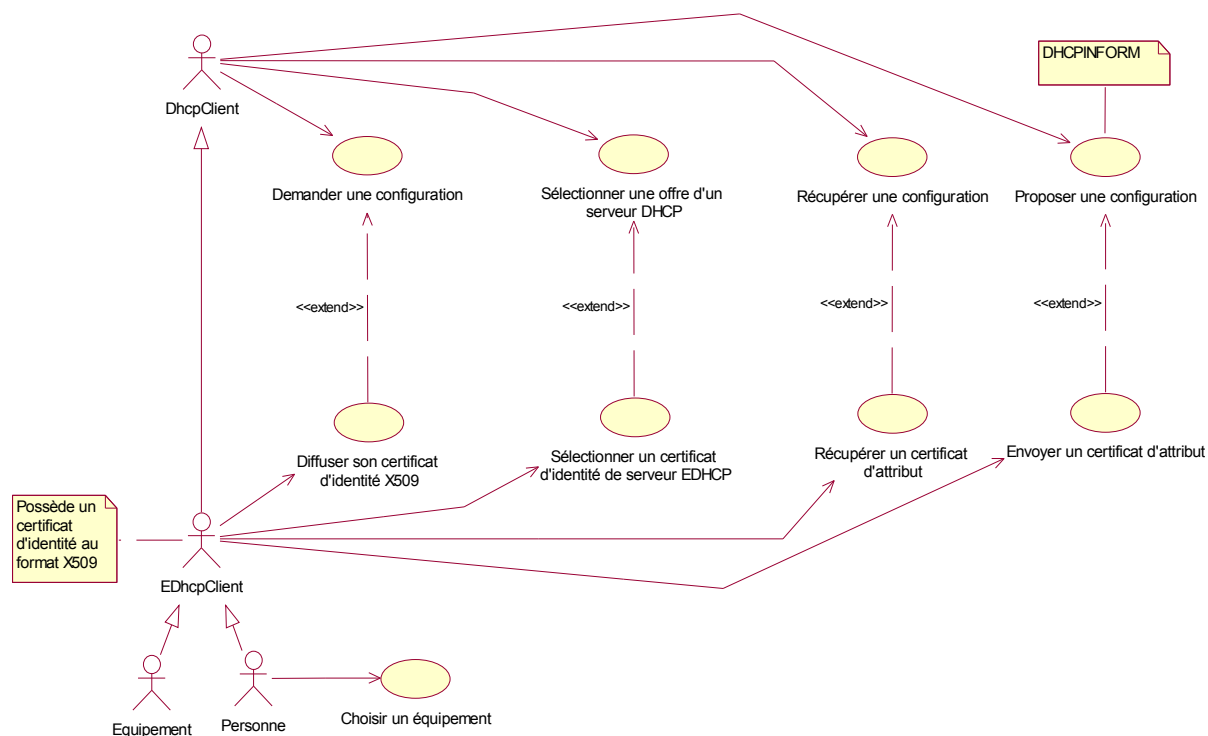 DHCPINFORM
DhcpClient
Demander une configuration
Sélectionner une offre d'un
serveur DHCP
Récupérer une configuration
Proposer une configuration
<<extend>>
<<extend>>
<<extend>>
<<extend>>
Diffuser son certificat
d'identité X509
Sélectionner un certificat
d'identité de serveur EDHCP
Récupérer un certificat
d'attribut
Envoyer un certificat d'attribut
Possède un
certificat
d'identité au
format X509
EDhcpClient
Equipement
Personne
Choisir un équipement